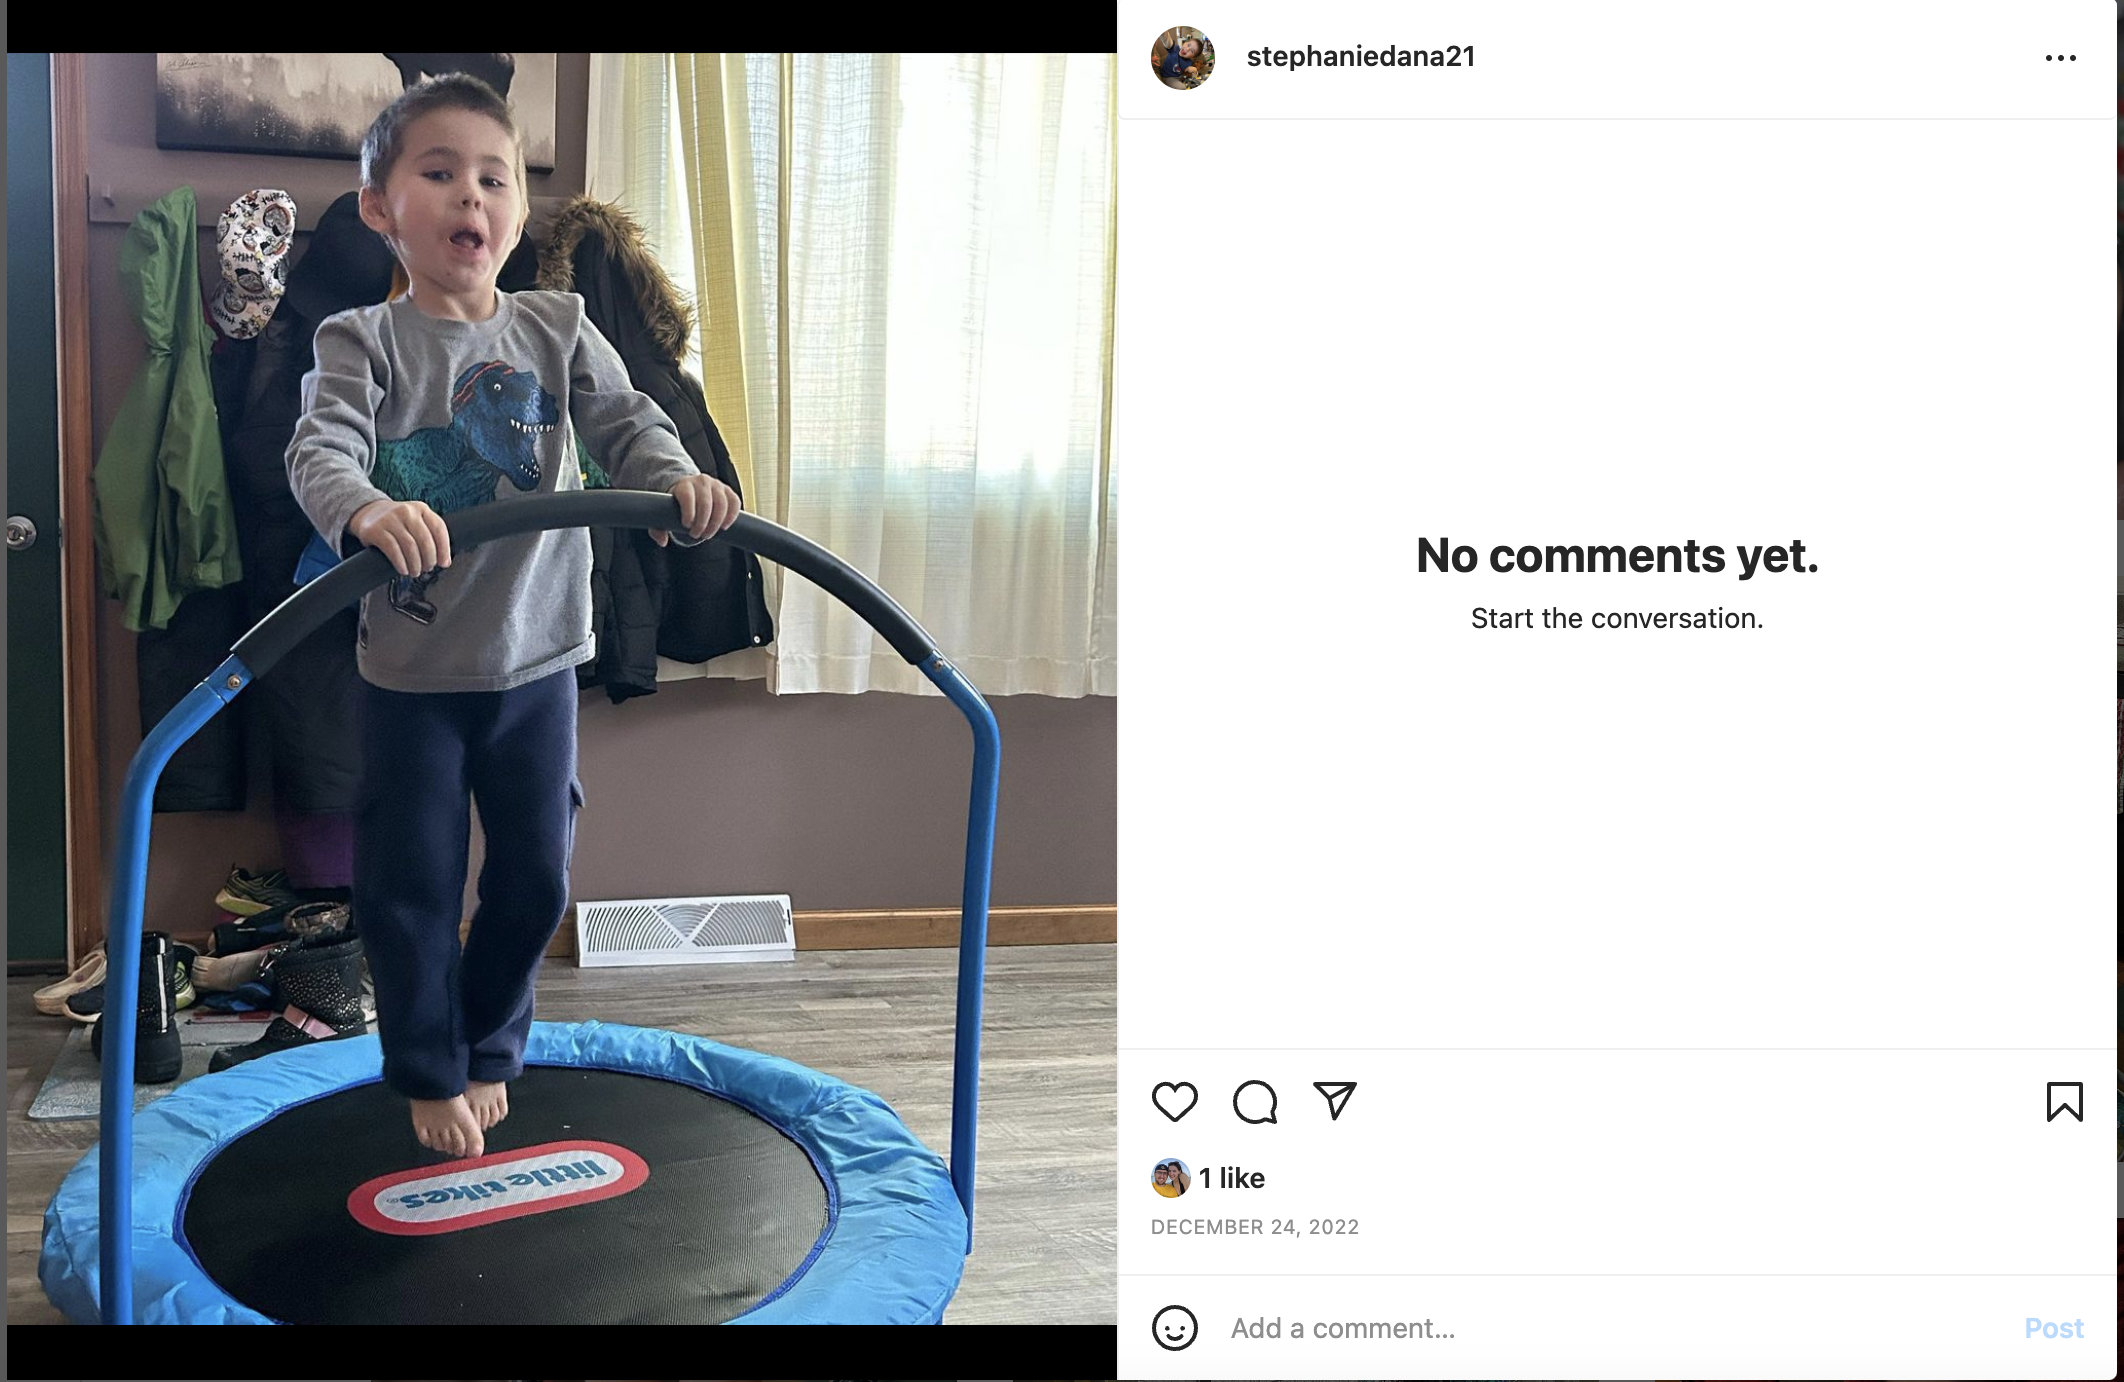 stephaniedana21
No comments yet.
Start the conversation.
little tikes®
1 like
DECEMBER 24, 2022
Add a comment...
Post